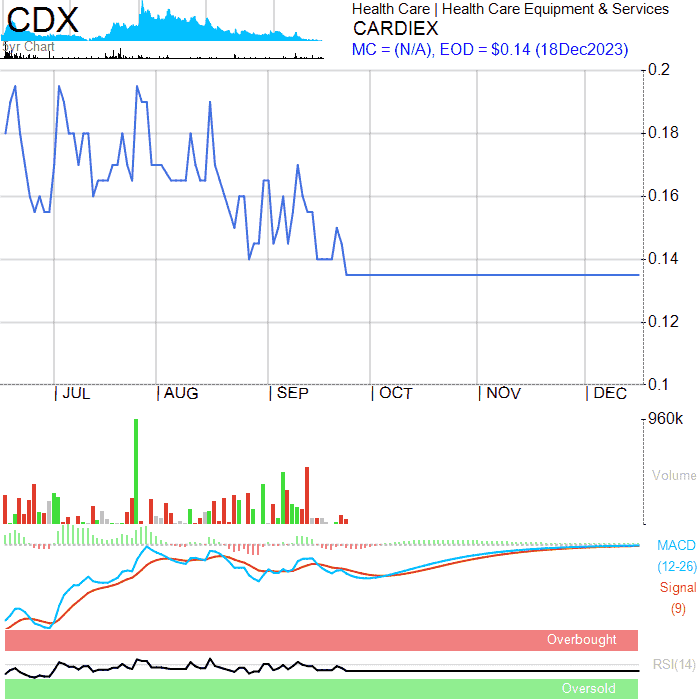 CDX
5yr Chart
Health Care | Health Care Equipment & Services
CARDIEX
MC = (N/A), EOD = $0.14 (18Dec2023)
0.2
0.18
0.16
0.14
0.12
0.1
JUL AUG SEP OCT NOV DEC
960k
Volume
MACD
(12-26)
Signal
(9)
Overbought
RSI(14)
Oversold